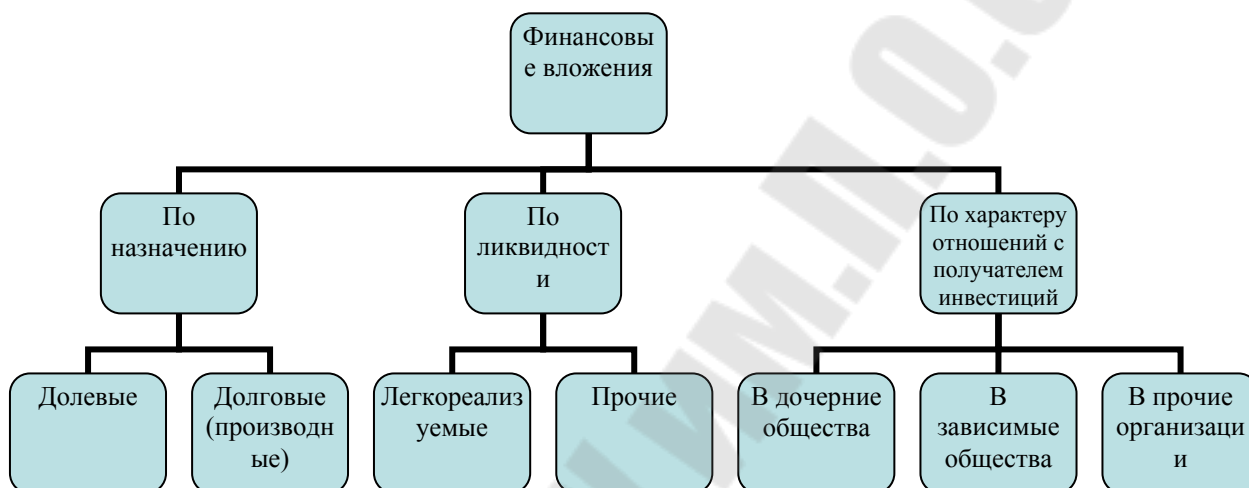 Финансовы
е вложения
По
назначению
По
ликвидност
и
По характеру
отношений с
получателем
инвестиций
Долевые
Долговые
(производн
ые)
Легкореализ
уемые
Прочие
В дочерние
общества
В
зависимые
общества
В прочие
организаци
и
им.П.О.